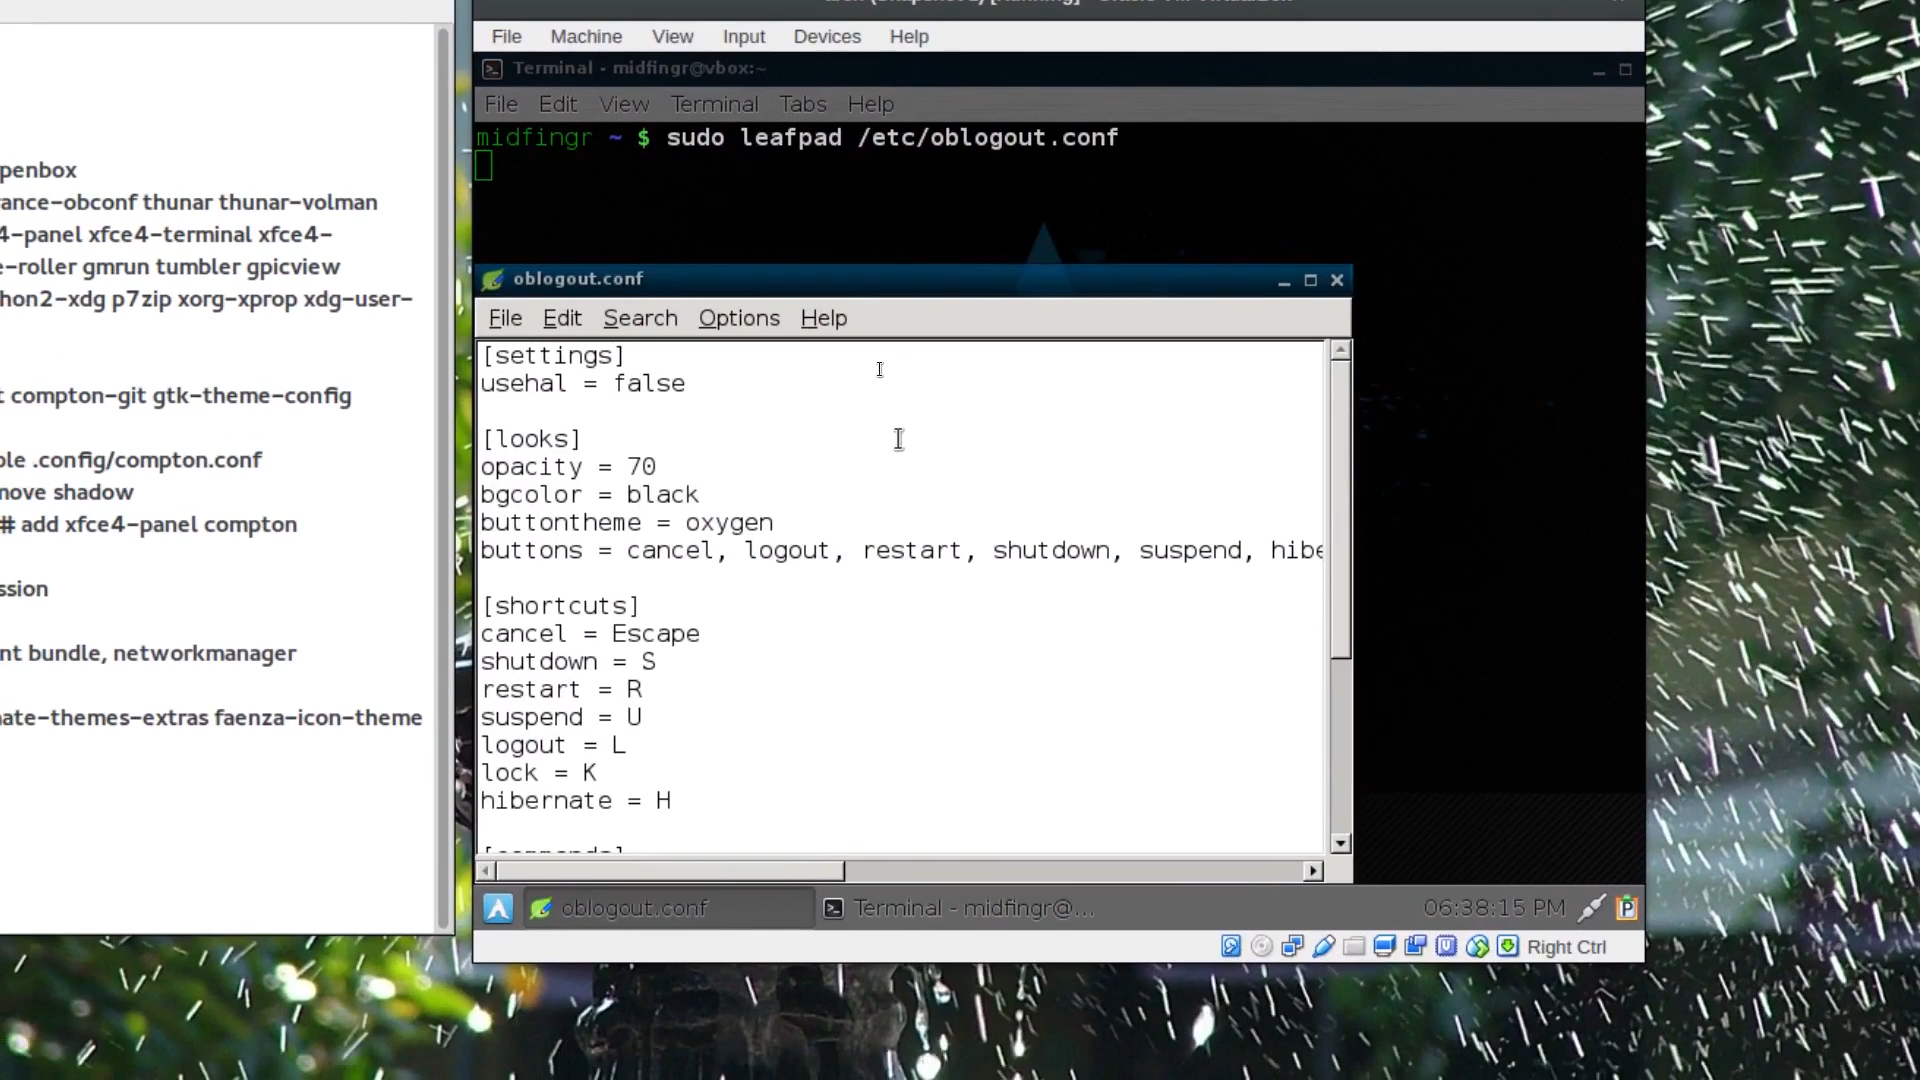 penbox
ance-obconf thunar thunar-volman
4-panel xfce4-terminal xfce4-
e-roller gmrun tumbler gpicview
hon2-xdg p7zip xorg-xprop xdg-user-
t compton-git gtk-theme-config
ple .config/compton.conf
move shadow
# add xfce4-panel compton
ssion
nt bundle, networkmanager
ate-themes-extras faenza-icon-theme
File Machine View Input Devices Help
Terminal - midfingr@vbox:~
File Edit View Terminal Tabs Help
midfingr ~ $ sudo leafpad /etc/oblogout.conf
oblogout.conf
File Edit Search Options Help
[settings]
usehal = false
[looks]
opacity = 70
bgcolor = black
buttontheme = oxygen
buttons = cancel, logout, restart, shutdown, suspend, hibe
[shortcuts]
cancel = Escape
shutdown = S
restart = R
suspend = U
logout = L
lock = K
hibernate = H
oblogout.conf
Terminal - midfingr@...
06:38:15 PM
Right Ctrl